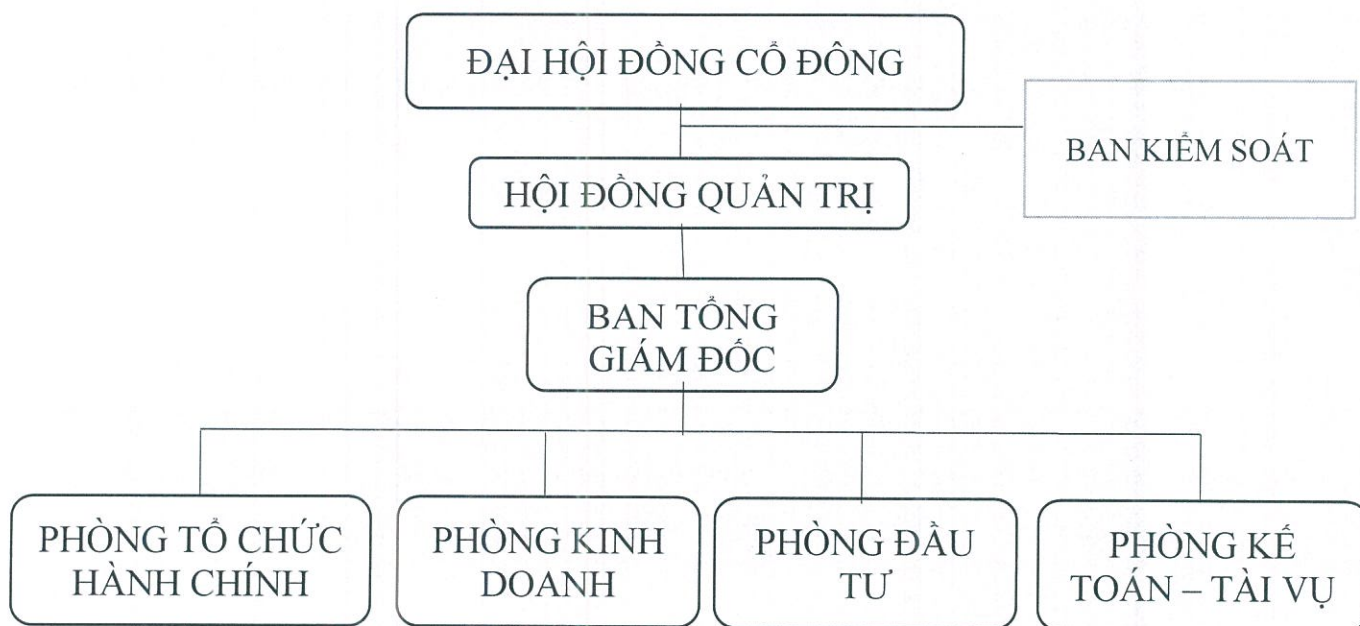 ĐẠI HỘI ĐỒNG CỔ ĐÔNG
BAN KIỂM SOÁT
HỘI ĐỒNG QUẢN TRỊ
BAN TỔNG
GIÁM ĐỐC
PHÒNG TỔ CHỨC
HÀNH CHÍNH
PHÒNG KINH
DOANH
PHÒNG ĐẦU
TƯ
PHÒNG KẾ
TOÁN – TÀI VỤ